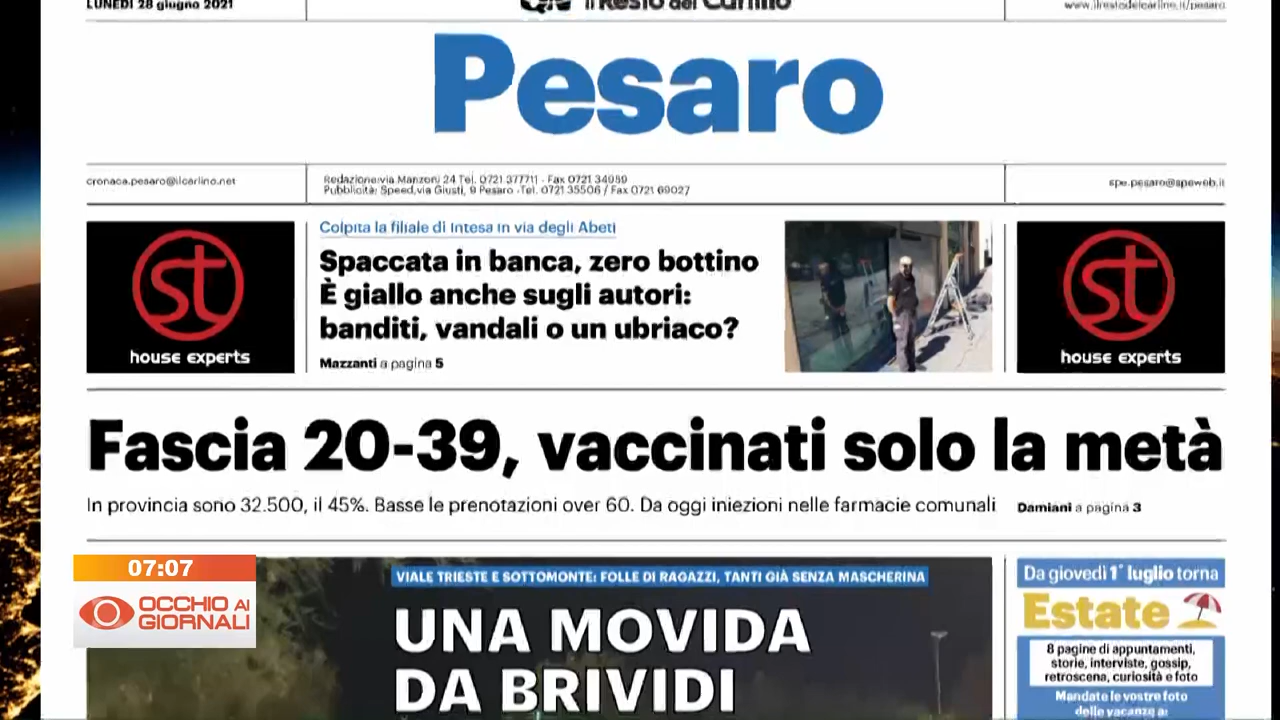 LUNEDÌ 28 giugno 2021
il Resto del Carlino
www.ilrestodelcarlino.it/pesaro
Pesaro
cronaca.pesaro@ilcarlino.net
Redazione: via Manzoni 24 Tel. 0721 377711 - Fax 0721 34959
Pubblicità: Speed, via Giusti, 9 Pesaro -Tel. 0721 35506 / Fax 0721 69027
spe.pesaro@speweb.it
st
house experts
Colpita la filiale di Intesa in via degli Abeti
Spaccata in banca, zero bottino
È giallo anche sugli autori:
banditi, vandali o un ubriaco?
Mazzanti a pagina 5
st
house experts
Fascia 20-39, vaccinati solo la metà
In provincia sono 32.500, il 45%. Basse le prenotazioni over 60. Da oggi iniezioni nelle farmacie comunali
Damiani a pagina 3
07:07
OCCHIO AI
GIORNALI
VIALE TRIESTE E SOTTOMONTE: FOLLE DI RAGAZZI, TANTI GIÀ SENZA MASCHERINA
UNA MOVIDA
DA BRIVIDI
Da giovedì 1° luglio torna
Estate
8 pagine di appuntamenti,
storie, interviste, gossip,
retroscena, curiosità e foto
Mandate le vostre foto
delle vacanze a: